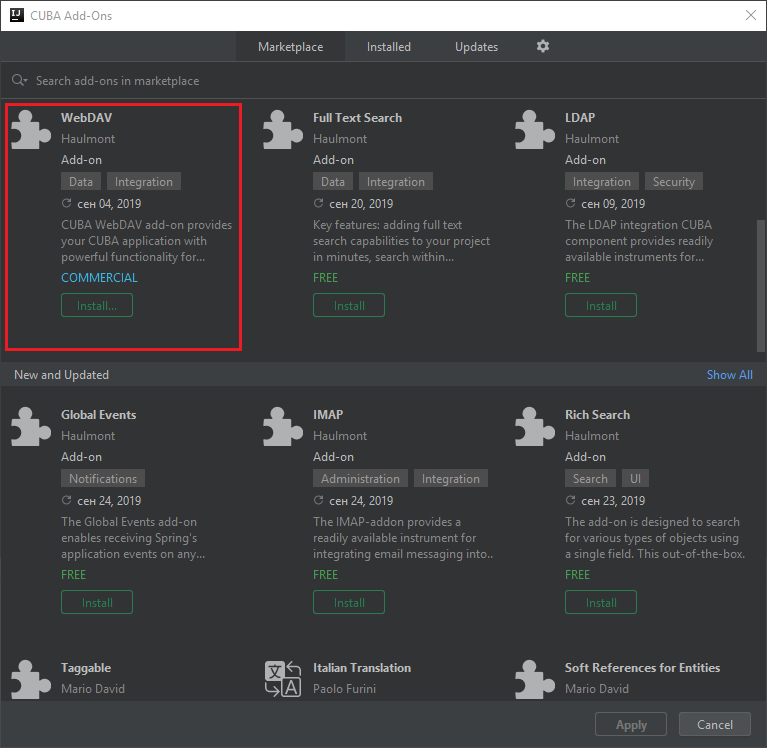 IJ CUBA Add-Ons
Marketplace Installed Updates
Search add-ons in marketplace
WebDAV
Haulmont
Add-on
Data Integration
сен 04, 2019
CUBA WebDAV add-on provides
your CUBA application with
powerful functionality for...
COMMERCIAL
Install...
Full Text Search
Haulmont
Add-on
Data Integration
сен 20, 2019
Key features: adding full text
search capabilities to your project
in minutes, search within...
FREE
Install
LDAP
Haulmont
Add-on
Integration Security
сен 09, 2019
The LDAP integration CUBA
component provides readily
available instruments for...
FREE
Install
New and Updated Show All
Global Events
Haulmont
Add-on
Notifications
сен 24, 2019
The Global Events add-on
enables receiving Spring's
application events on any...
FREE
Install
IMAP
Haulmont
Add-on
Administration Integration
сен 24, 2019
The IMAP-addon provides a
readily available instrument for
integrating email messaging into..
FREE
Install
Rich Search
Haulmont
Add-on
Search UI
сен 23, 2019
The add-on is designed to search
for various types of objects using
a single field. This out-of-the-box.
FREE
Install
Taggable
Mario David
文 A
Italian Translation
Paolo Furini
Soft References for Entities
Mario David
Apply Cancel